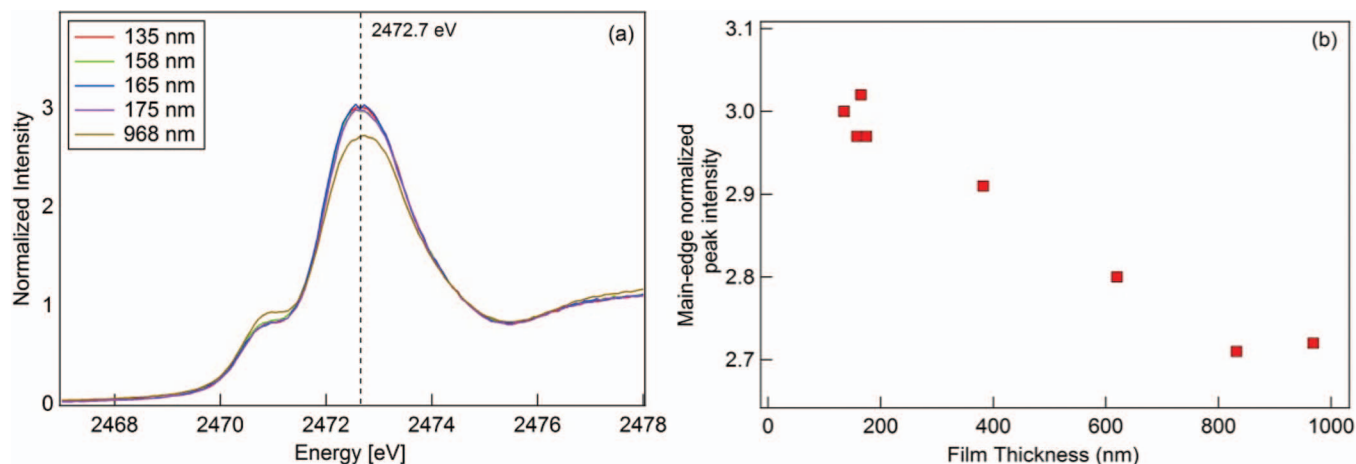 135 nm
158 nm
165 nm
175 nm
968 nm
2472.7 eV
(a)
Normalized Intensity
3
2
1
0
2468
2470
2472
2474
2476
2478
Energy [eV]
(b)
Main-edge normalized
peak intensity
3.1
3.0
2.9
2.8
2.7
0
200
400
600
800
1000
Film Thickness (nm)